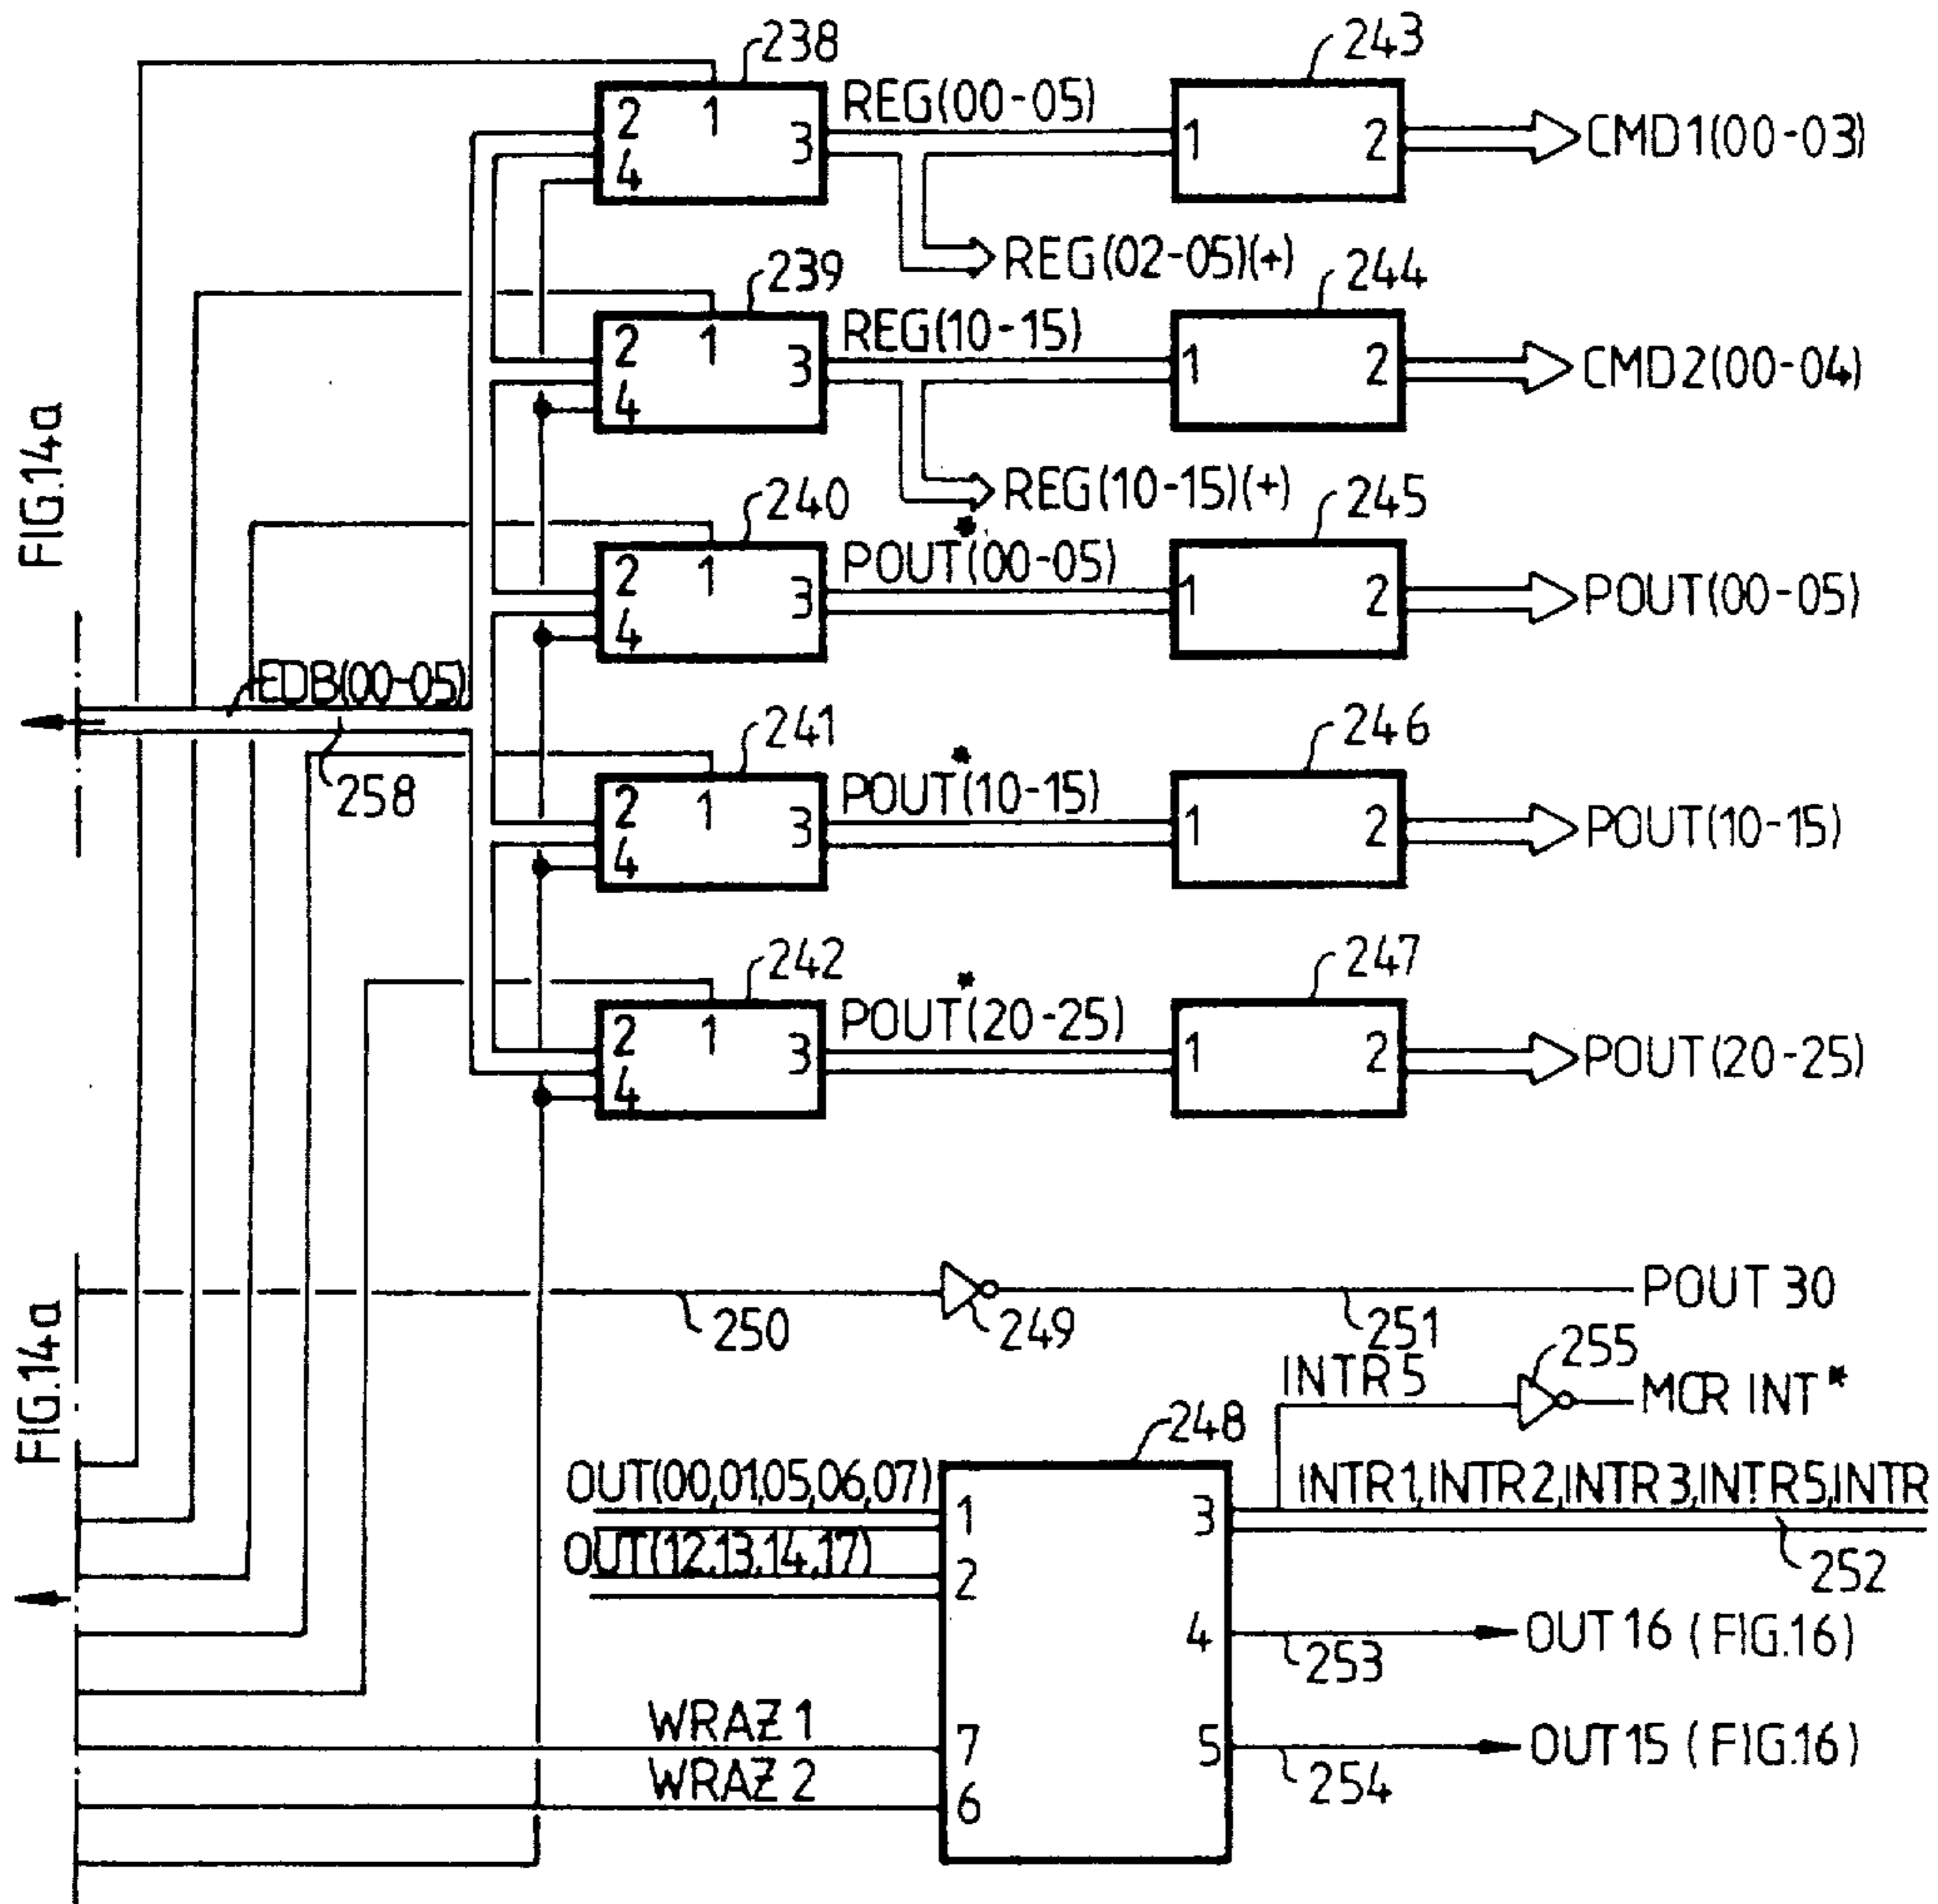 238
243
2
1
3
4
REG(00-05)
1
2
CMD1(00-03)
REG(02-05)(+)
239
244
2
1
3
4
REG(10-15)
1
2
CMD2(00-04)
REG(10-15)(+)
FIG.14a
240
245
2
1
3
4
POUT*(00-05)
1
2
POUT(00-05)
EDB(00-05)
258
241
246
2
1
3
4
POUT*(10-15)
1
2
POUT(10-15)
242
247
2
1
3
4
POUT*(20-25)
1
2
POUT(20-25)
FIG.14a
250
249
251
POUT 30
INTR 5
255
MCR INT*
248
OUT(00,01,05,06,07)
1
3
INTR1,INTR2,INTR3,INTR5,INTR
OUT(12,13,14,17)
2
252
4
253
OUT 16 (FIG.16)
WRAZ 1
7
5
254
OUT 15 (FIG.16)
WRAZ 2
6